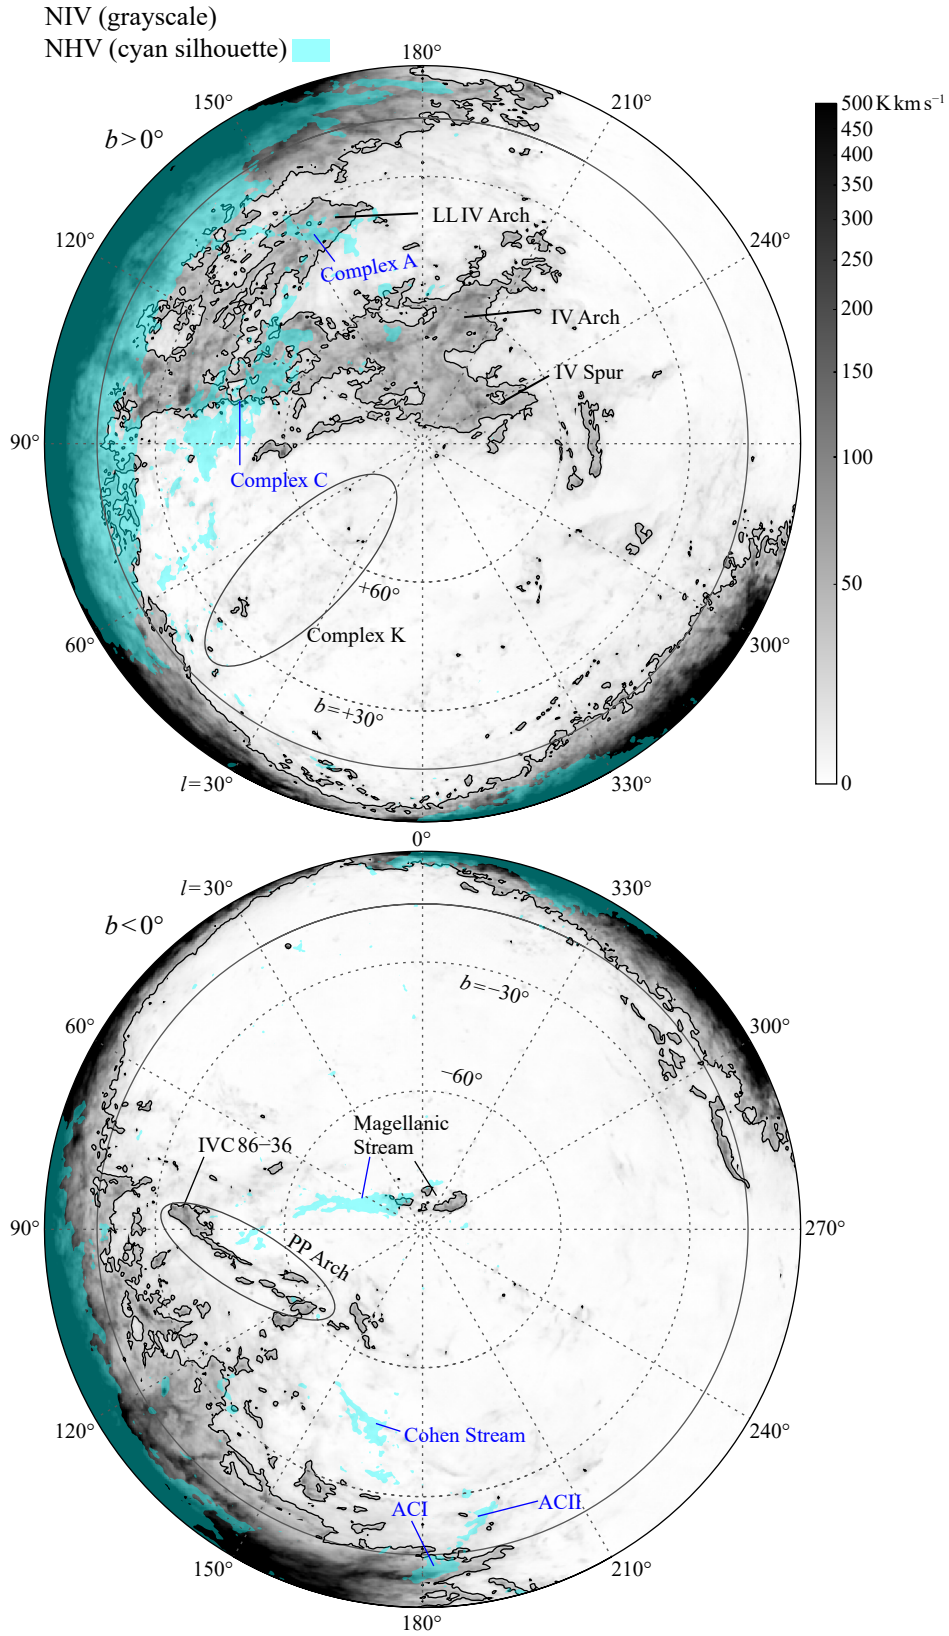 NIV (grayscale)
NHV (cyan silhouette)
180°
150°
210°
b>0°
500 K km s⁻¹
450
400
350
300
250
200
150
100
50
0
LL IV Arch
120°
240°
Complex A
IV Arch
IV Spur
90°
Complex C
+60°
Complex K
60°
300°
b=+30°
l=30°
330°
0°
l=30°
330°
b<0°
b=−30°
60°
300°
−60°
Magellanic
Stream
IVC 86−36
90°
270°
PP Arch
120°
240°
Cohen Stream
ACI
ACII
150°
210°
180°